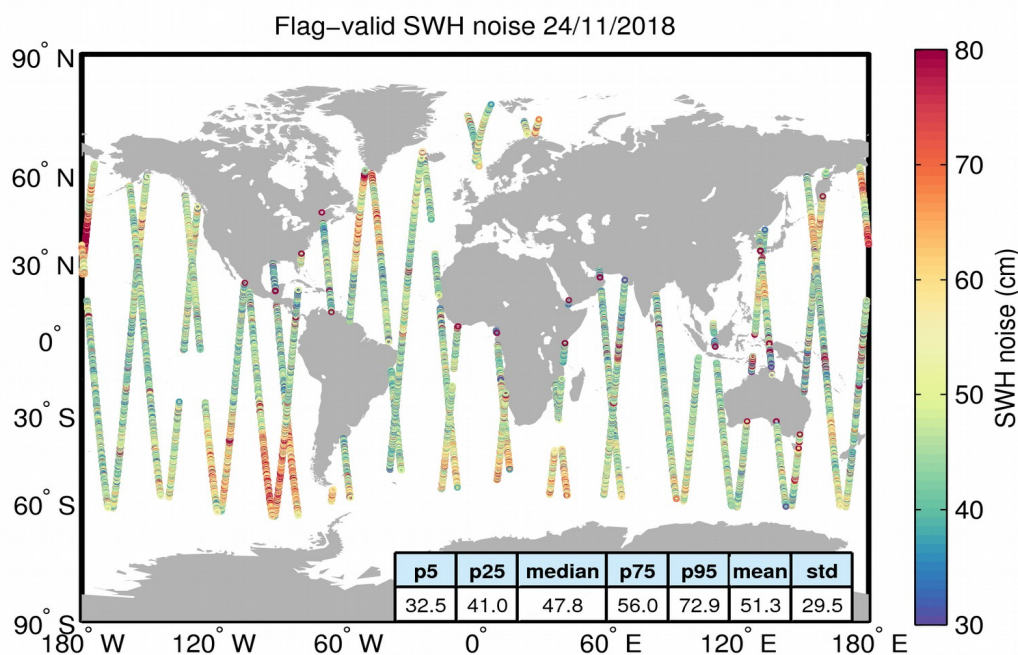 Flag−valid SWH noise 24/11/2018
90° N
60° N
30° N
0°
30° S
60° S
90° S
180° W
120° W
60° W
0°
60° E
120° E
180° E
80
70
60
50
40
30
SWH noise (cm)
p5 p25 median p75 p95 mean std
32.5 41.0 47.8 56.0 72.9 51.3 29.5